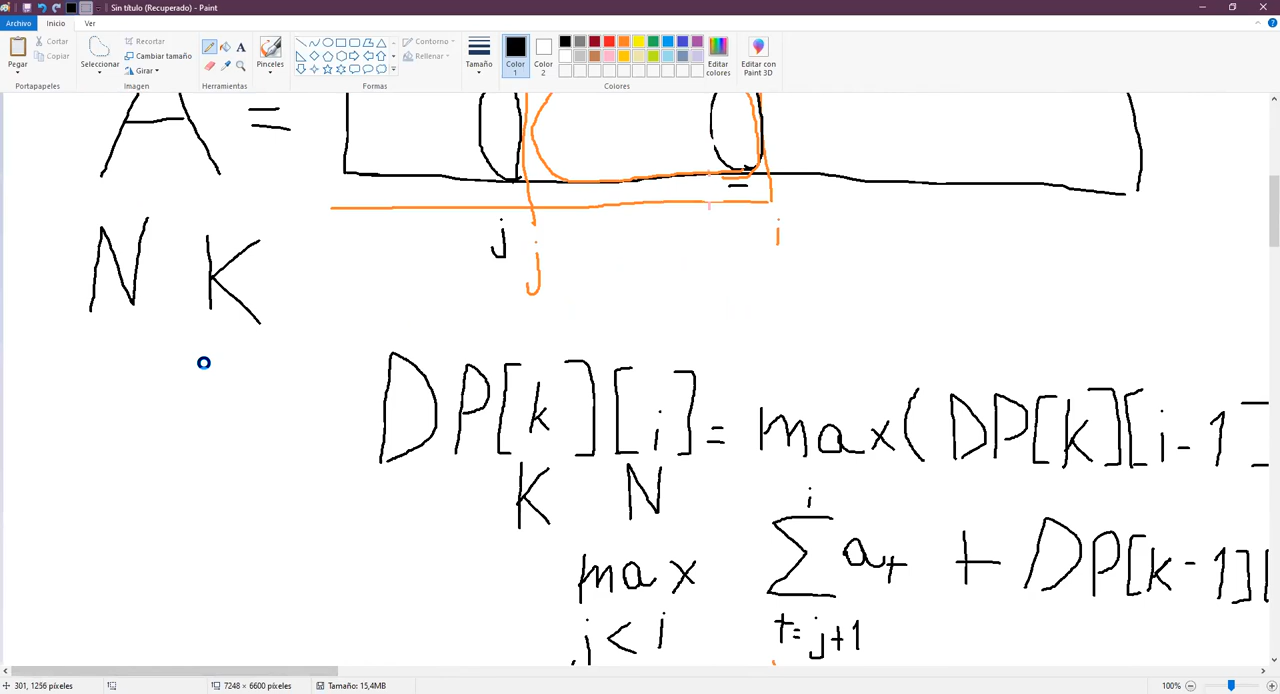 Sin título (Recuperado) - Paint
Archivo Inicio Ver
Pegar Cortar Copiar Portapapeles
Seleccionar Recortar Cambiar tamaño Girar Imagen
Herramientas
Pinceles
Contorno Rellenar Formas
Tamaño
Color 1 Color 2 Colores
Editar colores
Editar con Paint 3D
A =
=
j j i
N K
DP[k][i] = max(DP[k][i-1]
K N
max j<i i ∑ t=j+1 at + DP[k-1][
301, 1256 píxeles 7248 × 6600 píxeles Tamaño: 15,4MB 100%